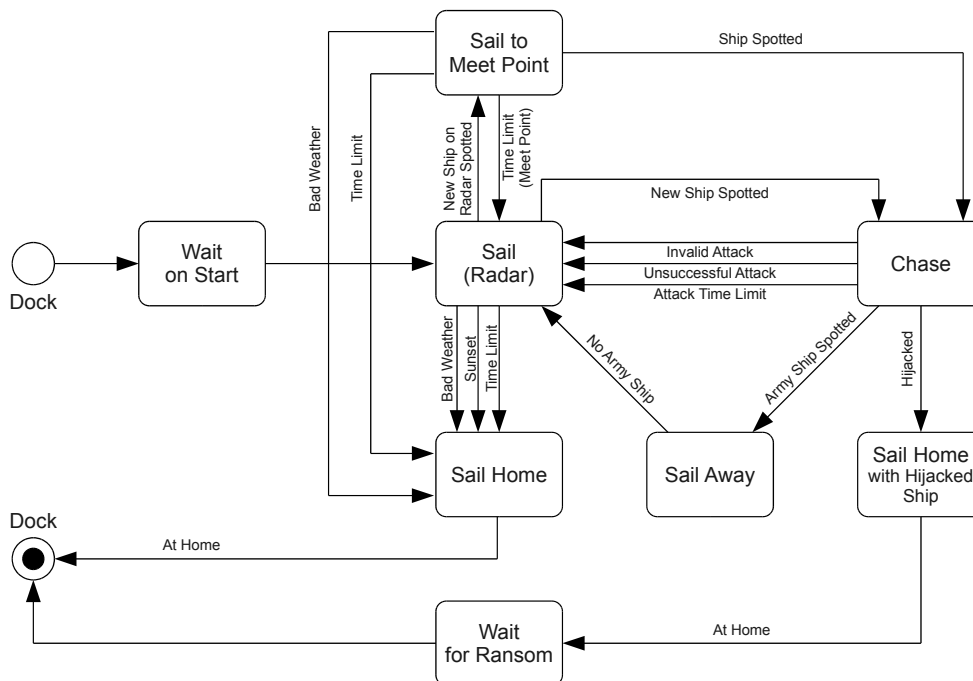 Sail to
Meet Point
Ship Spotted
Bad Weather
Time Limit
New Ship on
Radar Spotted
Time Limit
(Meet Point)
New Ship Spotted
Wait
on Start
Sail
(Radar)
Invalid Attack
Unsuccessful Attack
Attack Time Limit
Chase
Dock
Bad Weather
Sunset
Time Limit
No Army Ship
Army Ship Spotted
Hijacked
Sail Home
Sail Away
Sail Home
with Hijacked
Ship
Dock
At Home
Wait
for Ransom
At Home